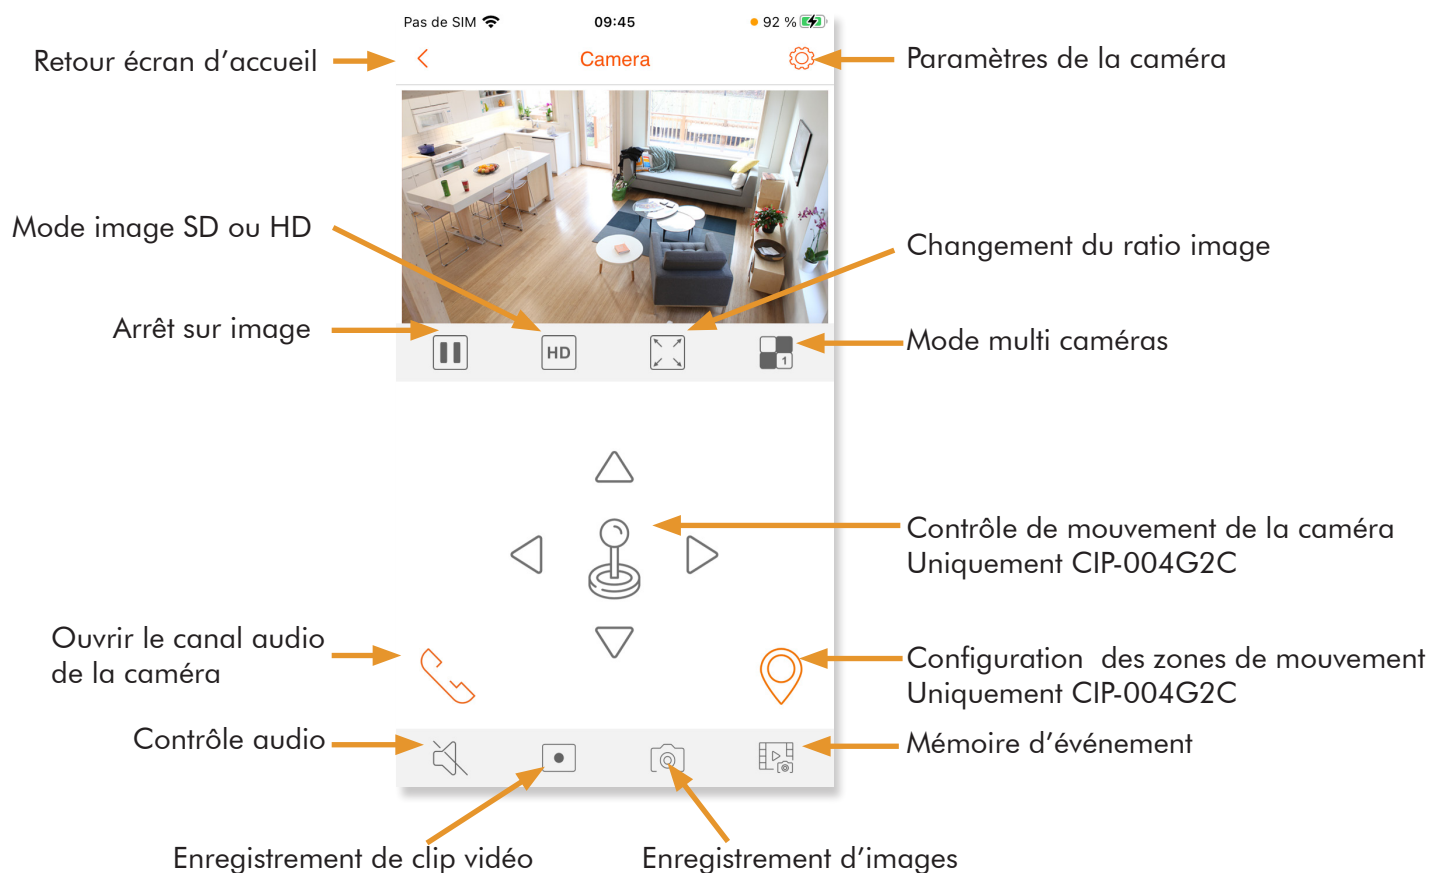 Pas de SIM 09:45 92 %
Retour écran d’accueil
Camera
Paramètres de la caméra
Mode image SD ou HD
Changement du ratio image
Arrêt sur image
HD
1
Mode multi caméras
Contrôle de mouvement de la caméra
Uniquement CIP-004G2C
Ouvrir le canal audio
de la caméra
Configuration  des zones de mouvement
Uniquement CIP-004G2C
Contrôle audio
Mémoire d’événement
Enregistrement de clip vidéo
Enregistrement d’images